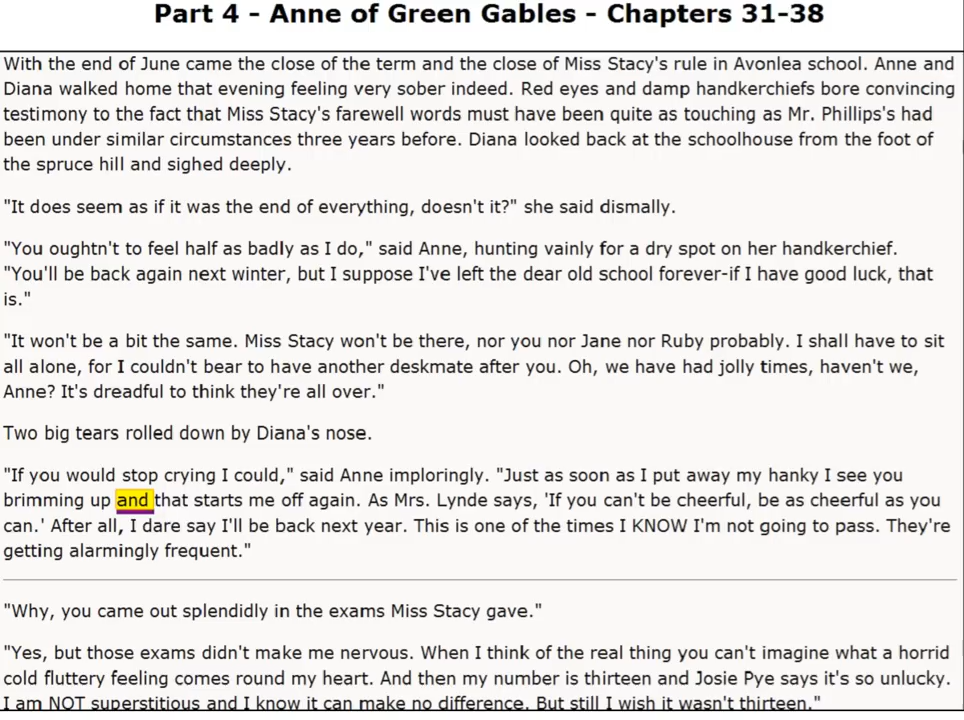 Part 4 - Anne of Green Gables - Chapters 31-38
With the end of June came the close of the term and the close of Miss Stacy's rule in Avonlea school. Anne and
Diana walked home that evening feeling very sober indeed. Red eyes and damp handkerchiefs bore convincing
testimony to the fact that Miss Stacy's farewell words must have been quite as touching as Mr. Phillips's had
been under similar circumstances three years before. Diana looked back at the schoolhouse from the foot of
the spruce hill and sighed deeply.
"It does seem as if it was the end of everything, doesn't it?" she said dismally.
"You oughtn't to feel half as badly as I do," said Anne, hunting vainly for a dry spot on her handkerchief.
"You'll be back again next winter, but I suppose I've left the dear old school forever-if I have good luck, that
is."
"It won't be a bit the same. Miss Stacy won't be there, nor you nor Jane nor Ruby probably. I shall have to sit
all alone, for I couldn't bear to have another deskmate after you. Oh, we have had jolly times, haven't we,
Anne? It's dreadful to think they're all over."
Two big tears rolled down by Diana's nose.
"If you would stop crying I could," said Anne imploringly. "Just as soon as I put away my hanky I see you
brimming up and that starts me off again. As Mrs. Lynde says, 'If you can't be cheerful, be as cheerful as you
can.' After all, I dare say I'll be back next year. This is one of the times I KNOW I'm not going to pass. They're
getting alarmingly frequent."
"Why, you came out splendidly in the exams Miss Stacy gave."
"Yes, but those exams didn't make me nervous. When I think of the real thing you can't imagine what a horrid
cold fluttery feeling comes round my heart. And then my number is thirteen and Josie Pye says it's so unlucky.
I am NOT superstitious and I know it can make no difference. But still I wish it wasn't thirteen."